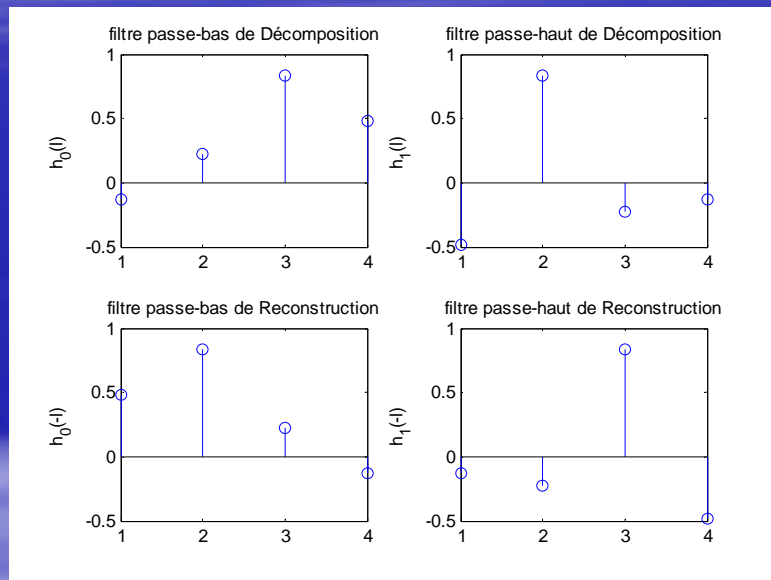 filtre passe-bas de Décomposition
1
0.5
0
-0.5
1 2 3 4
h0(l)
filtre passe-haut de Décomposition
1
0.5
0
-0.5
1 2 3 4
h1(l)
filtre passe-bas de Reconstruction
1
0.5
0
-0.5
1 2 3 4
h0(-l)
filtre passe-haut de Reconstruction
1
0.5
0
-0.5
1 2 3 4
h1(-l)